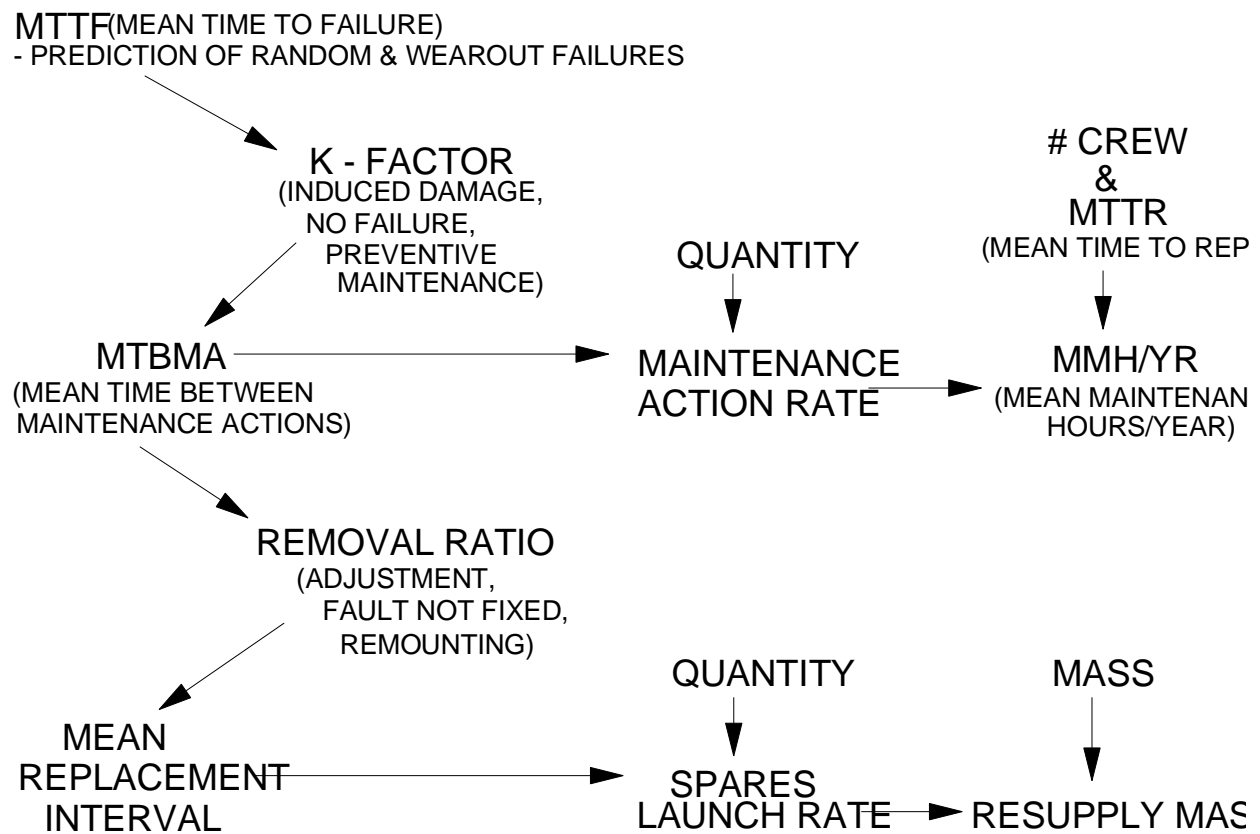 MTTF(MEAN TIME TO FAILURE)
- PREDICTION OF RANDOM & WEAROUT FAILURES
K - FACTOR
(INDUCED DAMAGE,
NO FAILURE,
PREVENTIVE
MAINTENANCE)
# CREW
&
MTTR
(MEAN TIME TO REP
QUANTITY
MTBMA
(MEAN TIME BETWEEN
MAINTENANCE ACTIONS)
MAINTENANCE
ACTION RATE
MMH/YR
(MEAN MAINTENAN
HOURS/YEAR)
REMOVAL RATIO
(ADJUSTMENT,
FAULT NOT FIXED,
REMOUNTING)
QUANTITY
MASS
MEAN
REPLACEMENT
INTERVAL
SPARES
LAUNCH RATE
RESUPPLY MAS